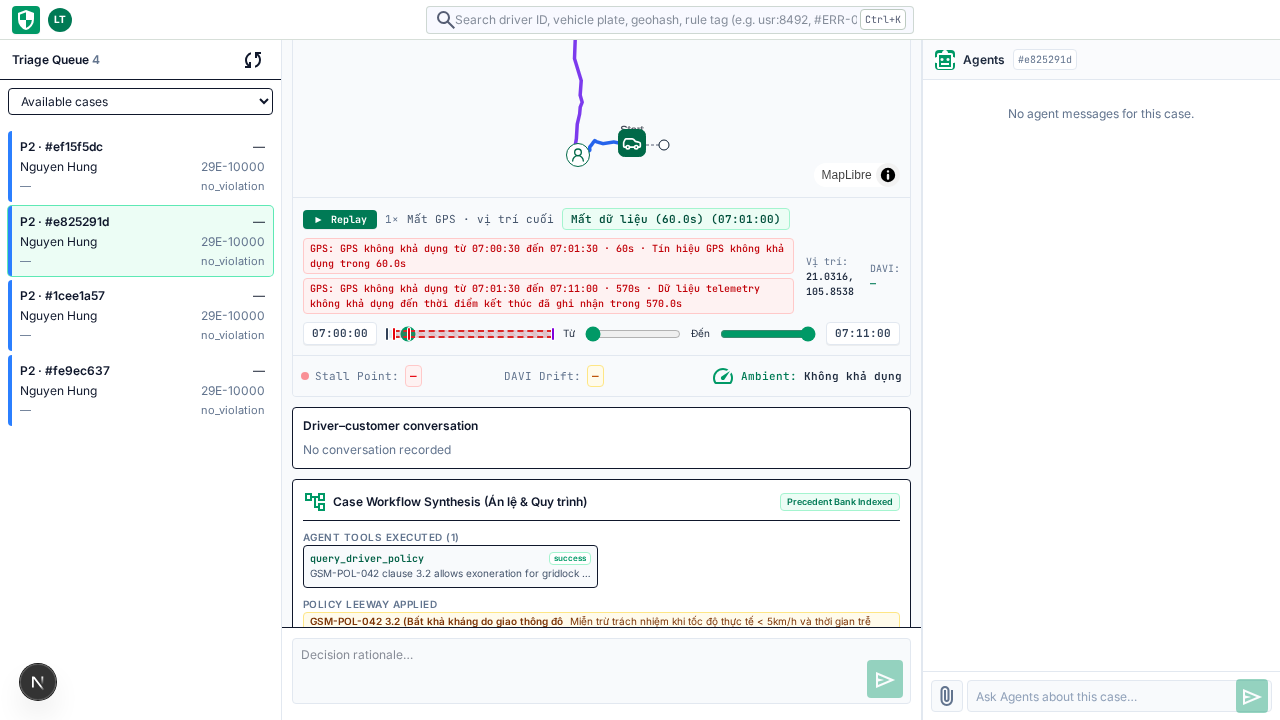 LT
Search driver ID, vehicle plate, geohash, rule tag (e.g. usr:8492, #ERR-
Ctrl+K
Triage Queue 4
Available cases
P2 · #ef15f5dc —
Nguyen Hung 29E-10000
— no_violation
P2 · #e825291d —
Nguyen Hung 29E-10000
— no_violation
P2 · #1cee1a57 —
Nguyen Hung 29E-10000
— no_violation
P2 · #fe9ec637 —
Nguyen Hung 29E-10000
— no_violation
N
Start
MapLibre
Replay 1× Mất GPS · vị trí cuối Mất dữ liệu (60.0s) (07:01:00)
GPS: GPS không khả dụng từ 07:00:30 đến 07:01:30 · 60s · Tín hiệu GPS không khả
dụng trong 60.0s
GPS: GPS không khả dụng từ 07:01:30 đến 07:11:00 · 570s · Dữ liệu telemetry
không khả dụng đến thời điểm kết thúc đã ghi nhận trong 570.0s
Vị trí:
21.0316,
105.8538
DAVI:
—
07:00:00 Từ Đến 07:11:00
Stall Point: — DAVI Drift: — Ambient: Không khả dụng
Driver–customer conversation
No conversation recorded
Case Workflow Synthesis (Án lệ & Quy trình) Precedent Bank Indexed
AGENT TOOLS EXECUTED (1)
query_driver_policy success
GSM-POL-042 clause 3.2 allows exoneration for gridlock ...
POLICY LEEWAY APPLIED
GSM-POL-042 3.2 (Bất khả kháng do giao thông đô Miễn trừ trách nhiệm khi tốc độ thực tế < 5km/h và thời gian trễ
Decision rationale...
Agents #e825291d
No agent messages for this case.
Ask Agents about this case...